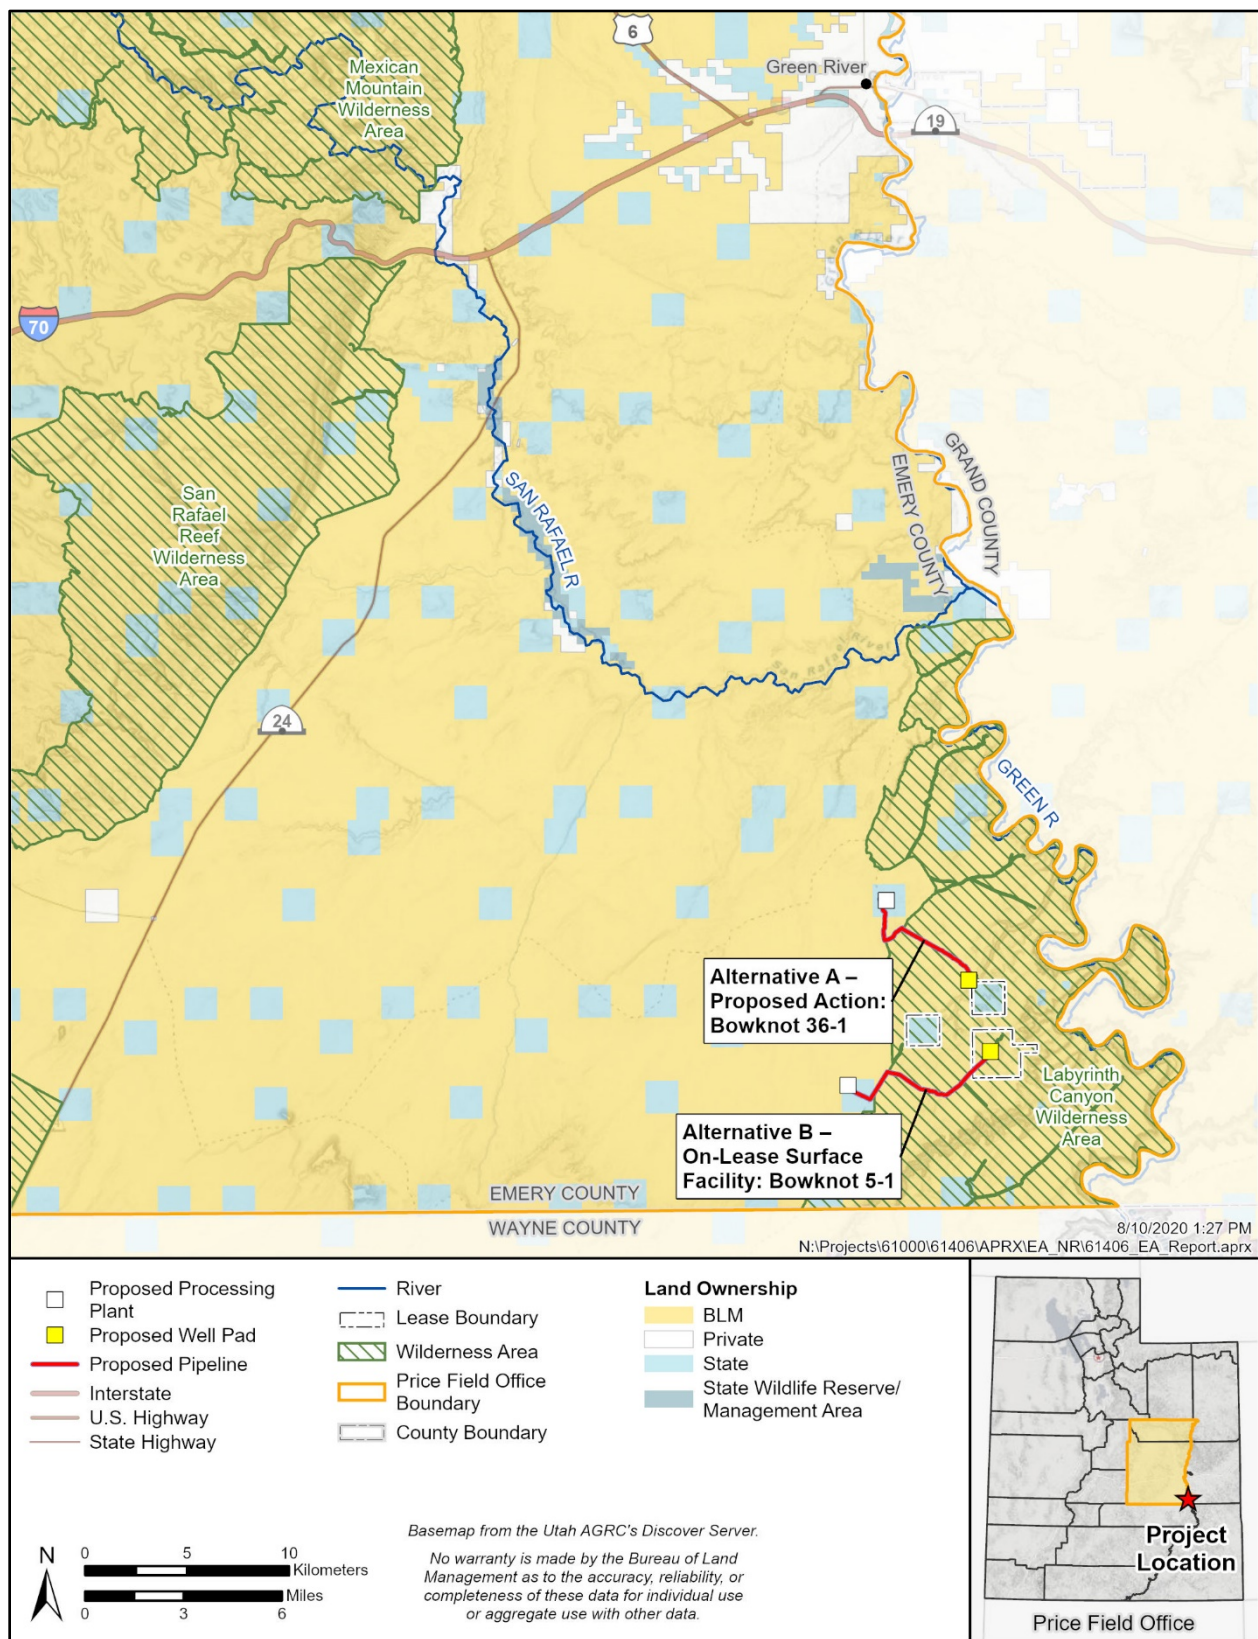 6
Green River
Mexican
Mountain
Wilderness
Area
19
Green River
70
San
Rafael
Reef
Wilderness
Area
SAN RAFAEL R
GRAND COUNTY
EMERY COUNTY
San Rafael River
24
GREEN R
Alternative A –
Proposed Action:
Bowknot 36-1
Labyrinth
Canyon
Wilderness
Area
Alternative B –
On-Lease Surface
Facility: Bowknot 5-1
EMERY COUNTY
WAYNE COUNTY
8/10/2020 1:27 PM
N:\Projects\61000\61406\APRX\EA_NR\61406_EA_Report.aprx
Proposed Processing
Plant
Proposed Well Pad
Proposed Pipeline
Interstate
U.S. Highway
State Highway
River
Lease Boundary
Wilderness Area
Price Field Office
Boundary
County Boundary
Land Ownership
BLM
Private
State
State Wildlife Reserve/
Management Area
N
0 5 10
Kilometers
Miles
0 3 6
Basemap from the Utah AGRC's Discover Server.
No warranty is made by the Bureau of Land
Management as to the accuracy, reliability, or
completeness of these data for individual use
or aggregate use with other data.
Project
Location
Price Field Office